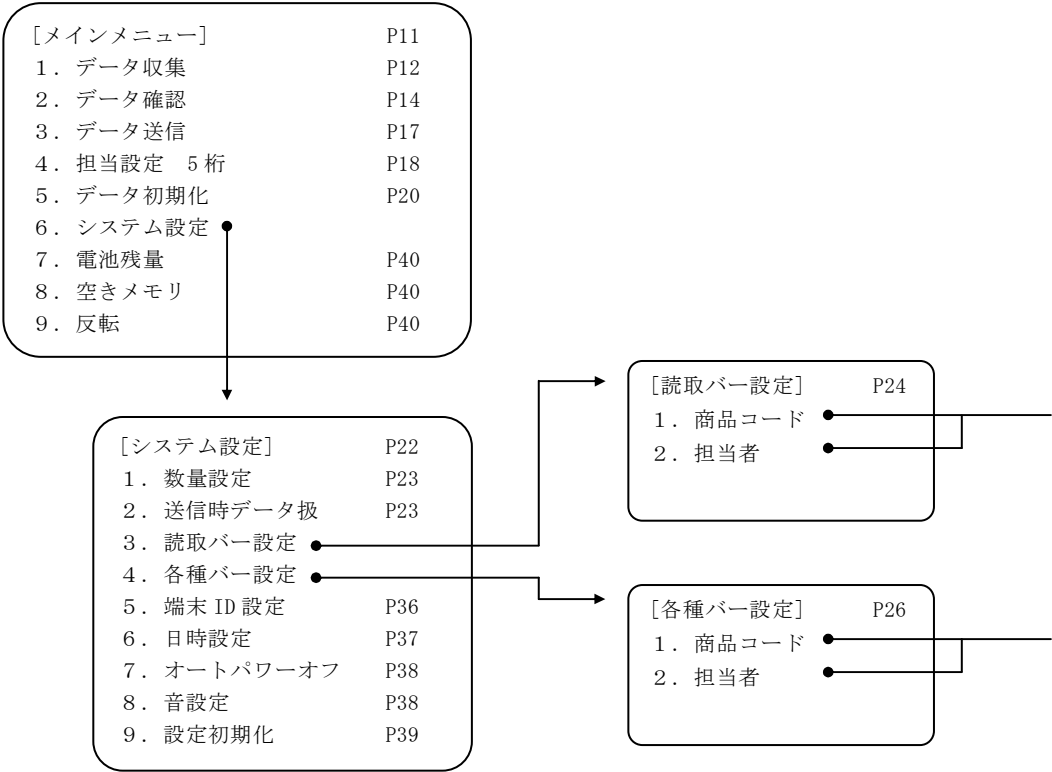 [メインメニュー] P11
1. データ収集 P12
2. データ確認 P14
3. データ送信 P17
4. 担当設定 5桁 P18
5. データ初期化 P20
6. システム設定
7. 電池残量 P40
8. 空きメモリ P40
9. 反転 P40
[システム設定] P22
1. 数量設定 P23
2. 送信時データ扱 P23
3. 読取バー設定
4. 各種バー設定
5. 端末 ID 設定 P36
6. 日時設定 P37
7. オートパワーオフ P38
8. 音設定 P38
9. 設定初期化 P39
[読取バー設定] P24
1. 商品コード
2. 担当者
[各種バー設定] P26
1. 商品コード
2. 担当者